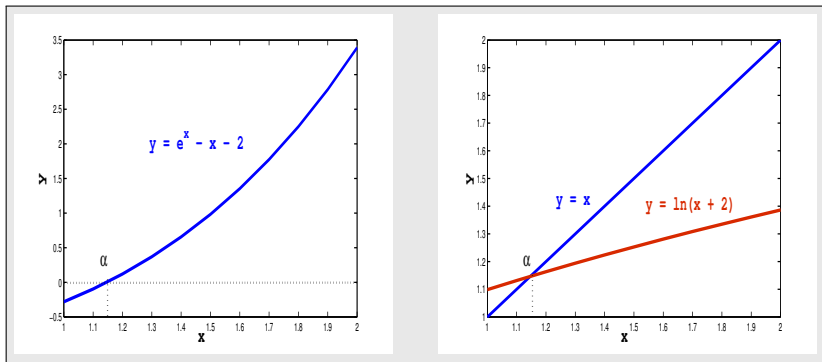 3.5
3
2.5
2
1.5
1
0.5
0
−0.5
y
y = e^x − x − 2
α
1 1.1 1.2 1.3 1.4 1.5 1.6 1.7 1.8 1.9 2
x
2
1.9
1.8
1.7
1.6
1.5
1.4
1.3
1.2
1.1
1
y
y = x
y = ln(x + 2)
α
1 1.1 1.2 1.3 1.4 1.5 1.6 1.7 1.8 1.9 2
x